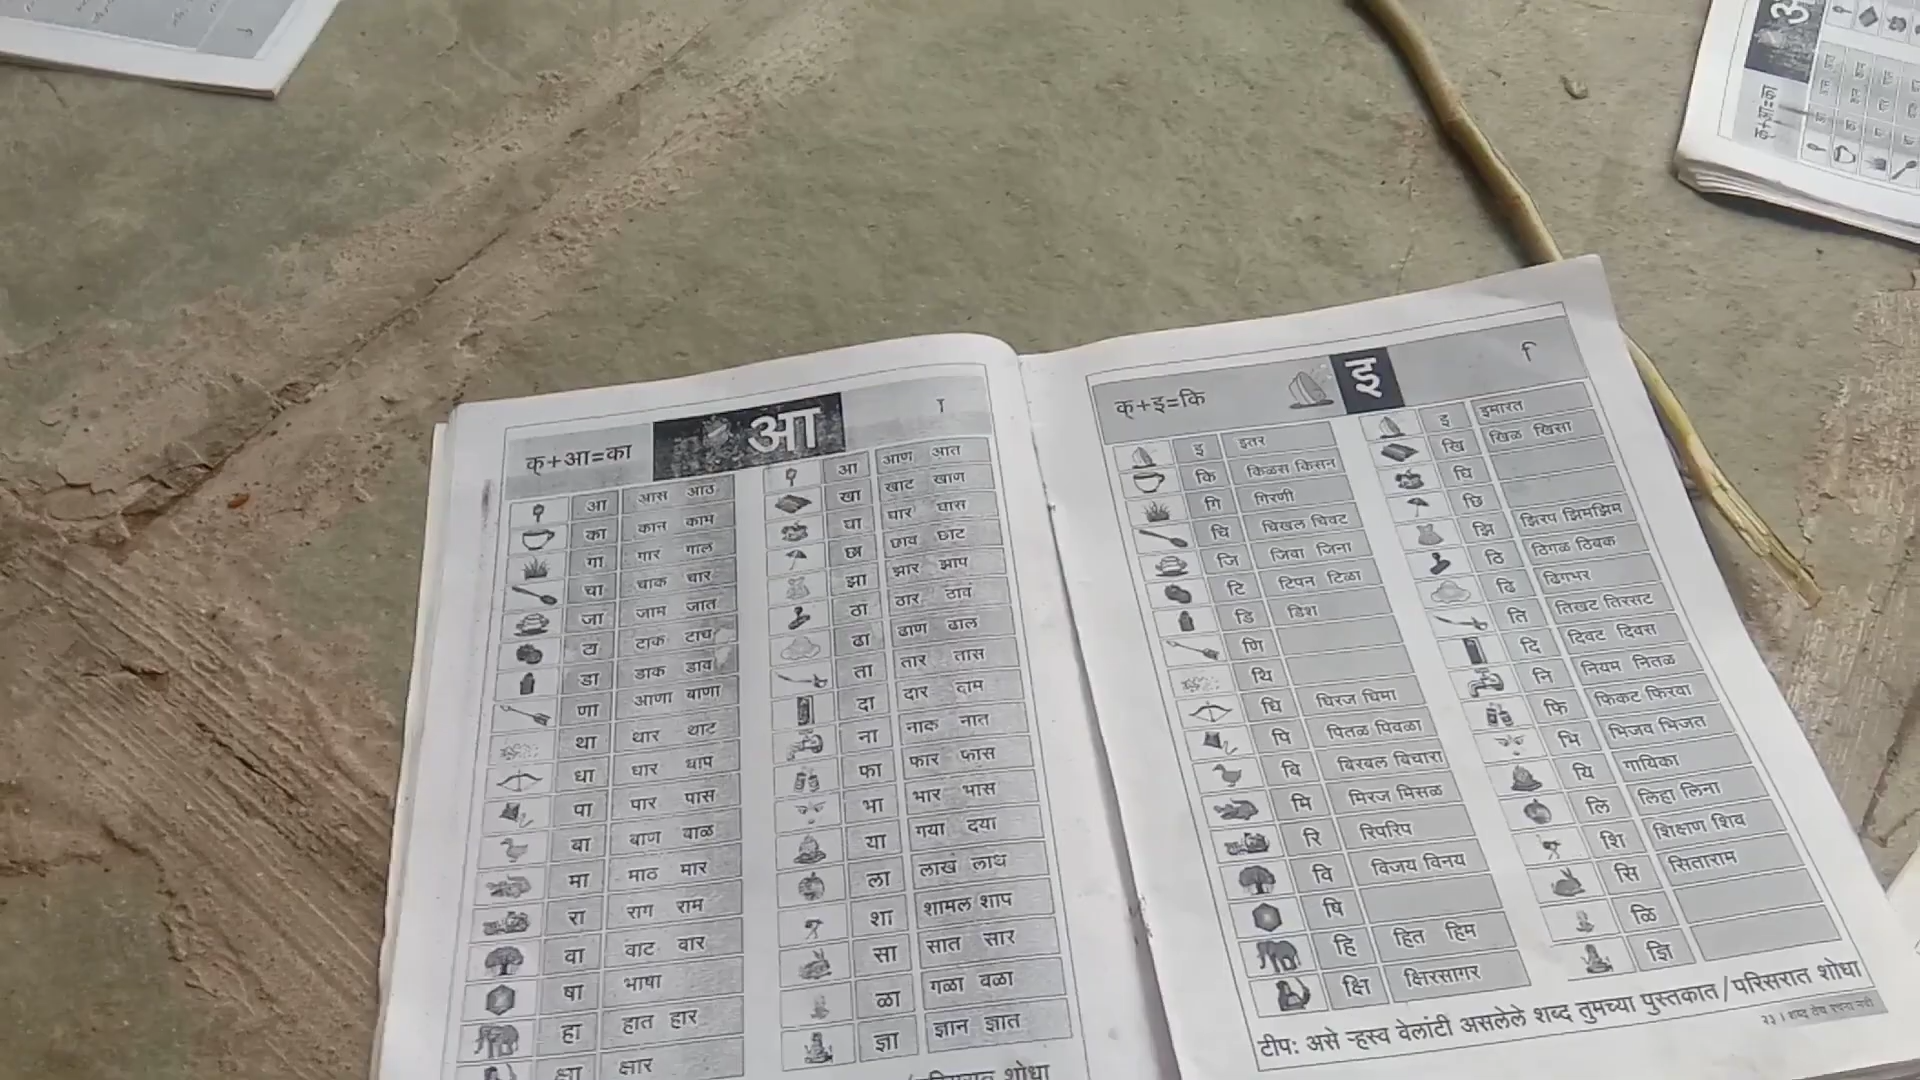 क्+आ=का
आ
ा
आ आस आठ
का कान काम
गा गार गाल
चा चाक चार
जा जाम जात
टा टाक टाच
डा डाक डाव
णा आणा बाणा
था थार थाट
धा धार धाप
पा पार पास
बा बाण बाळ
मा माठ मार
रा राग राम
वा वाट वार
षा भाषा
हा हात हार
क्षा क्षार
आ आण आत
खा खाट खाण
घा घार घास
छा छाव छाट
झा झार झाप
ठा ठार ठाव
ढा ढाण ढाल
ता तार तास
दा दार दाम
ना नाक नात
फा फार फास
भा भार भास
या गया दया
ला लाख लाथ
शा शामल शाप
सा सात सार
ळा गळा वळा
ज्ञा ज्ञान ज्ञात
शोधा
क्+इ=कि
इ
ि
इ इतर
कि किळस किसन
गि गिरणी
चि चिखल चिवट
जि जिवा जिना
टि टिपन टिळा
डि डिश
णि
थि
धि धिरज धिमा
पि पितळ पिवळा
बि बिरबल बिचारा
मि मिरज मिसळ
रि रिपरिप
वि विजय विनय
षि
हि हित हिम
क्षि क्षिरसागर
इ इमारत
खि खिळ खिसा
घि
छि
झि झिरप झिमझिम
ठि ठिगळ ठिबक
ढि ढिगभर
ति तिखट तिरसट
दि दिवट दिवस
नि नियम नितळ
फि फिकट फिरवा
भि भिजव भिजत
यि गायिका
लि लिहा लिना
शि शिक्षण शिव
सि सिताराम
ळि
ज्ञि
टीप: असे ऱ्हस्व वेलांटी असलेले शब्द तुमच्या पुस्तकात/परिसरात शोधा
क्+आ=का